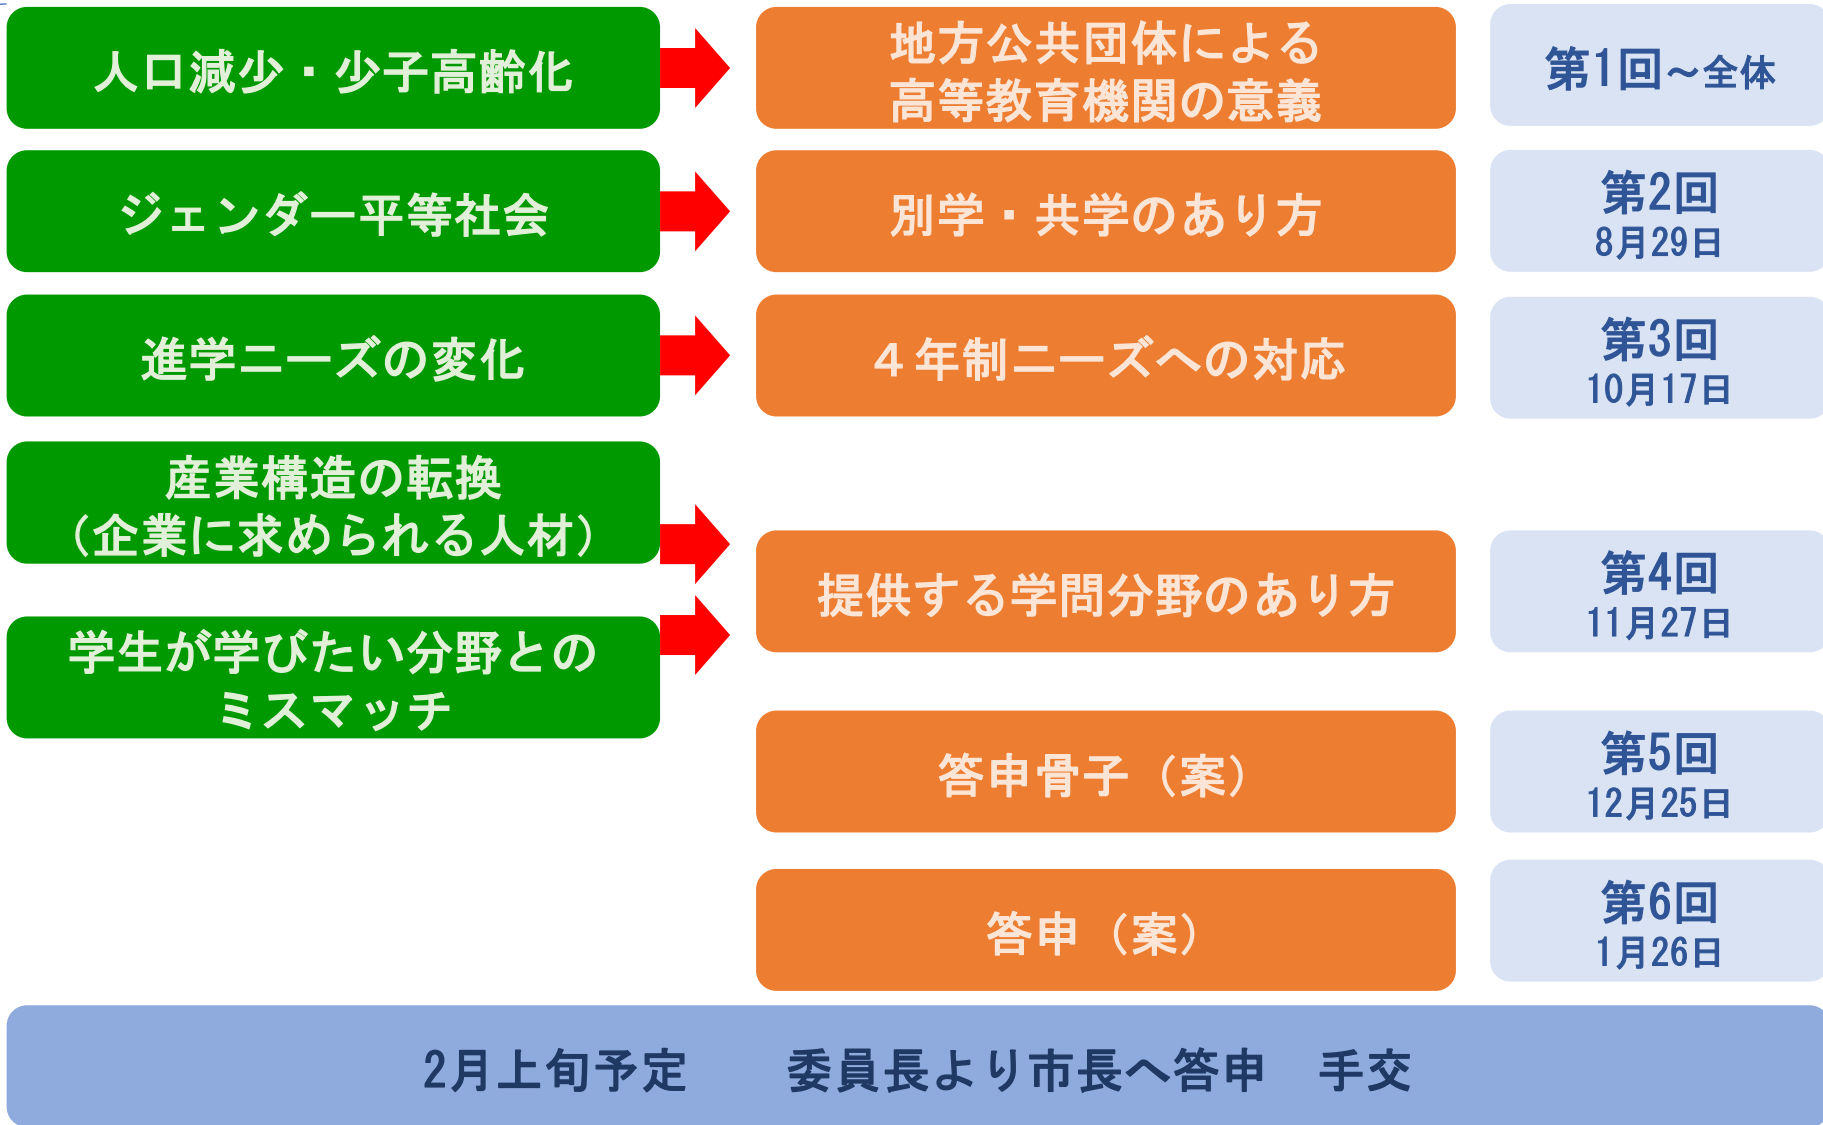 人口減少・少子高齢化
地方公共団体による
高等教育機関の意義
第1回～全体
ジェンダー平等社会
別学・共学のあり方
第2回
8月29日
進学ニーズの変化
４年制ニーズへの対応
第3回
10月17日
産業構造の転換
（企業に求められる人材）
学生が学びたい分野との
ミスマッチ
提供する学問分野のあり方
第4回
11月27日
答申骨子（案）
第5回
12月25日
答申（案）
第6回
1月26日
2月上旬予定　　委員長より市長へ答申　手交